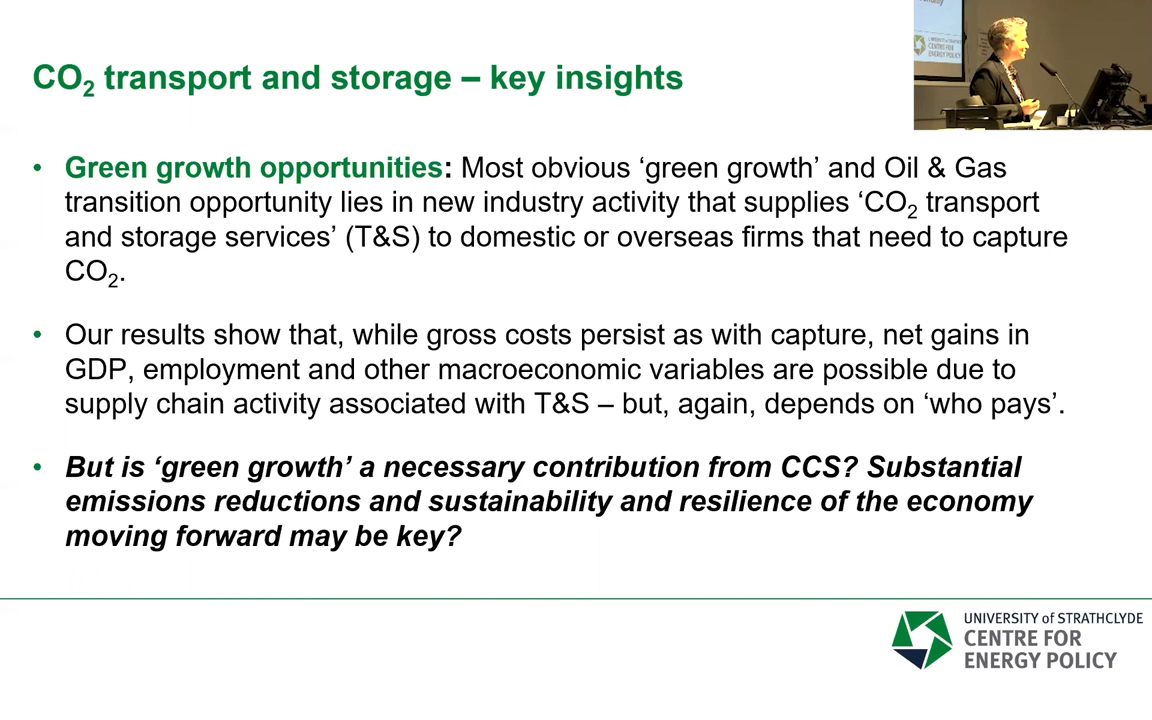 CO₂ transport and storage – key insights
• Green growth opportunities: Most obvious ‘green growth’ and Oil & Gas
transition opportunity lies in new industry activity that supplies ‘CO₂ transport
and storage services’ (T&S) to domestic or overseas firms that need to capture
CO₂.
• Our results show that, while gross costs persist as with capture, net gains in
GDP, employment and other macroeconomic variables are possible due to
supply chain activity associated with T&S – but, again, depends on ‘who pays’.
• But is ‘green growth’ a necessary contribution from CCS? Substantial
emissions reductions and sustainability and resilience of the economy
moving forward may be key?
UNIVERSITY of STRATHCLYDE
CENTRE FOR
ENERGY POLICY
CENTRE FOR
ENERGY POLICY